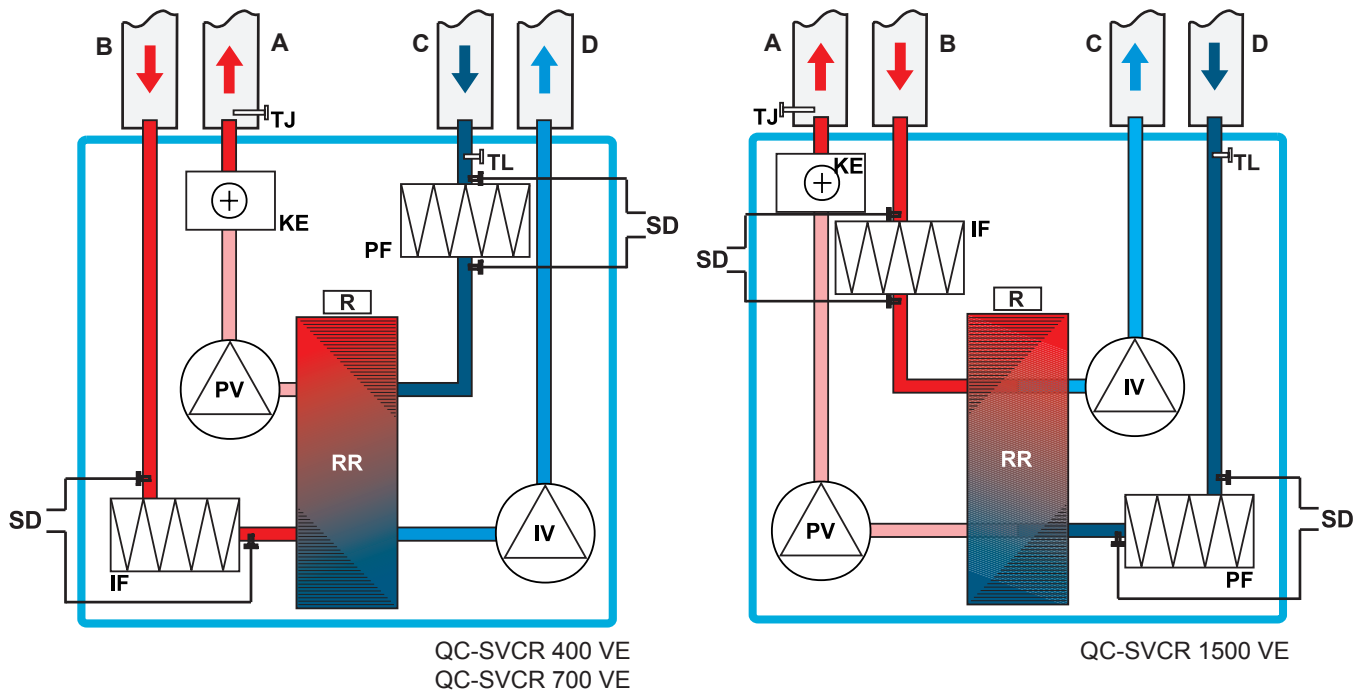 B
A
C
D
TJ
TL
KE
SD
PF
R
PV
RR
SD
IV
IF
QC-SVCR 400 VE
QC-SVCR 700 VE
A
B
C
D
TJ
TL
KE
IF
SD
R
IV
RR
PV
SD
PF
QC-SVCR 1500 VE